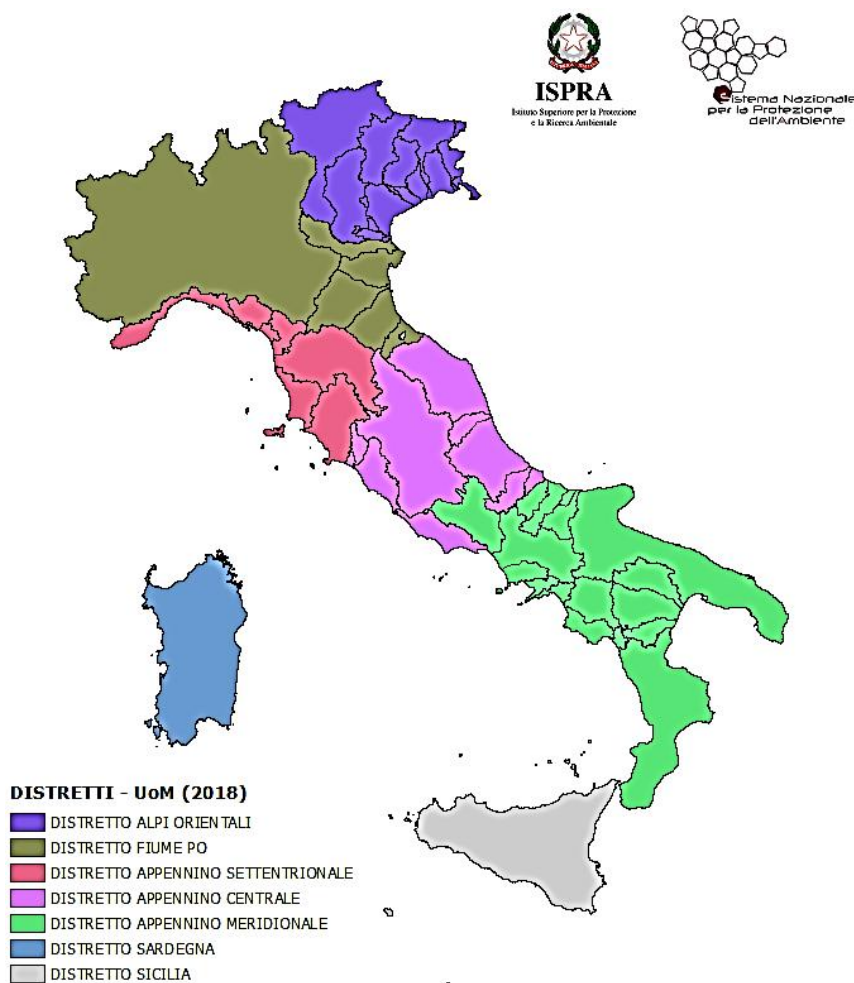 ISPRA
Istituto Superiore per la Protezione
e la Ricerca Ambientale
Sistema Nazionale
per la Protezione
dell'Ambiente
DISTRETTI - UoM (2018)
DISTRETTO ALPI ORIENTALI
DISTRETTO FIUME PO
DISTRETTO APPENNINO SETTENTRIONALE
DISTRETTO APPENNINO CENTRALE
DISTRETTO APPENNINO MERIDIONALE
DISTRETTO SARDEGNA
DISTRETTO SICILIA